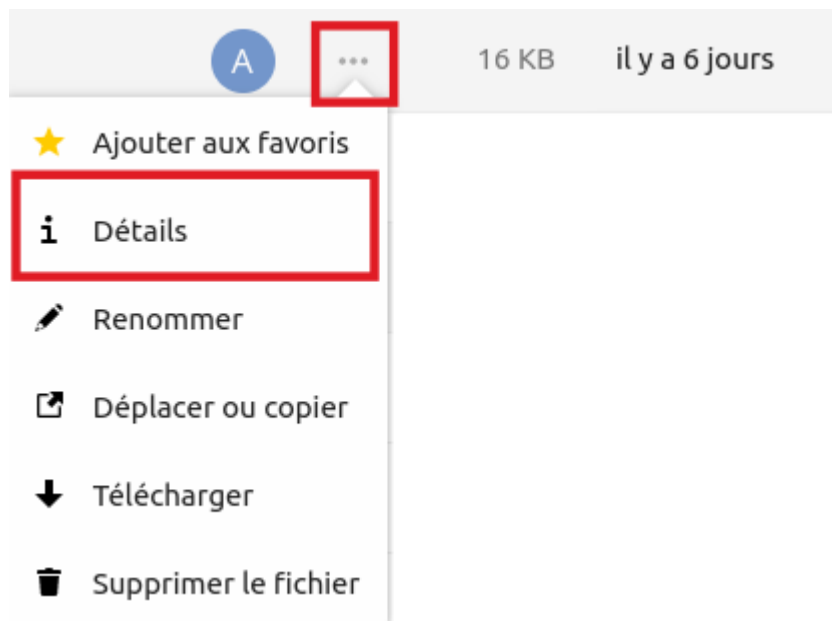 A ... 16 KB il y a 6 jours
Ajouter aux favoris
Détails
Renommer
Déplacer ou copier
Télécharger
Supprimer le fichier